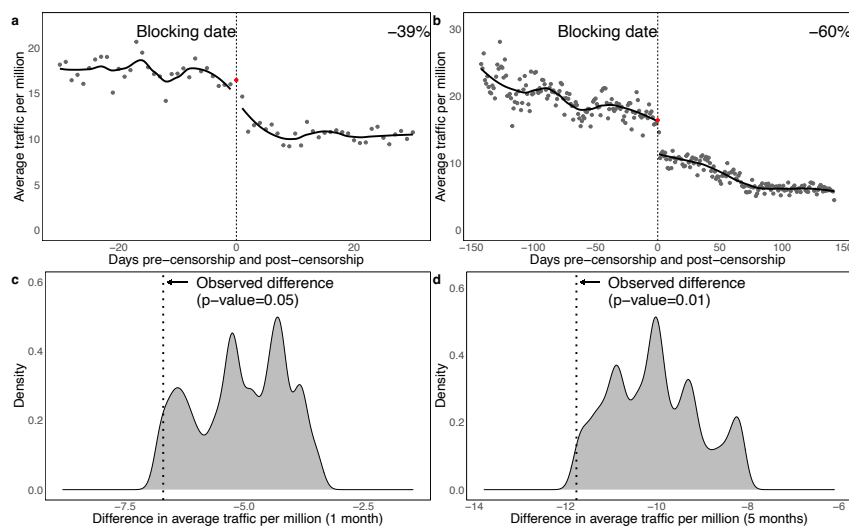 a
Blocking date
−39%
20
15
10
5
0
Average traffic per million
−20
0
20
Days pre−censorship and post−censorship
b
Blocking date
−60%
30
20
10
0
Average traffic per million
−150
−100
−50
0
50
100
150
Days pre−censorship and post−censorship
c
Observed difference
(p−value=0.05)
0.6
0.4
0.2
0.0
Density
−7.5
−5.0
−2.5
Difference in average traffic per million (1 month)
d
Observed difference
(p−value=0.01)
0.6
0.4
0.2
0.0
Density
−14
−12
−10
−8
−6
Difference in average traffic per million (5 months)